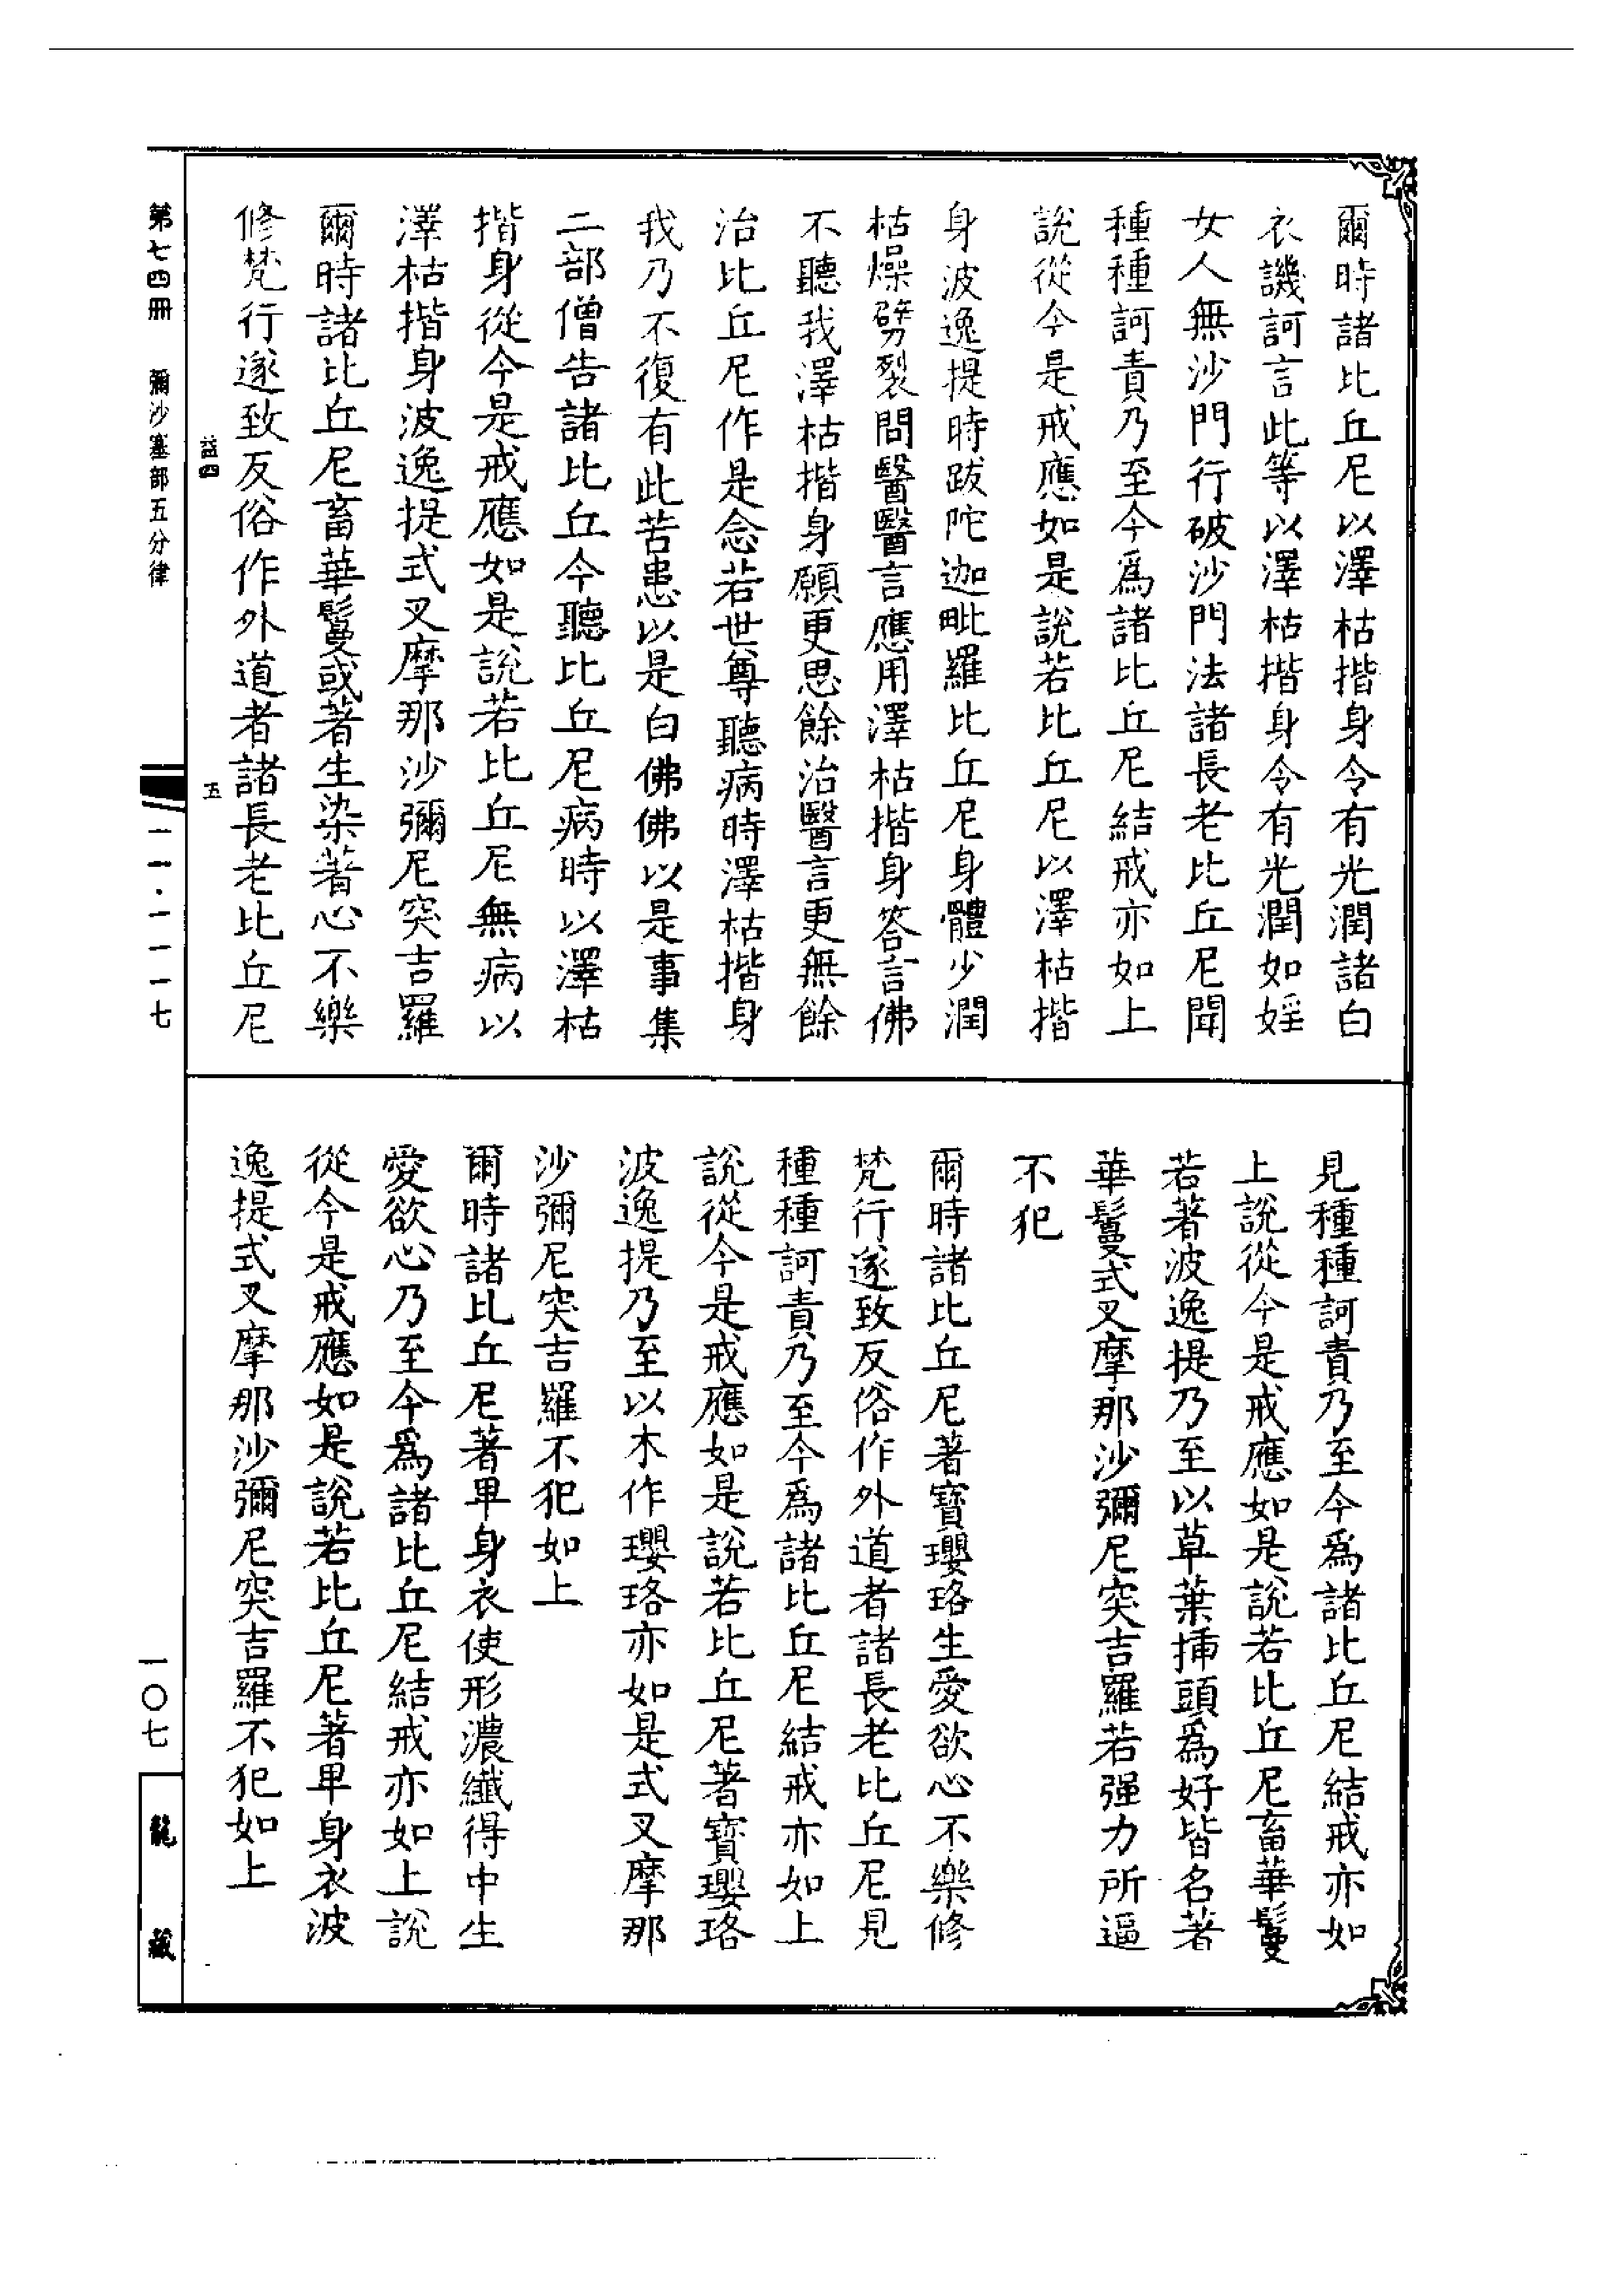 爾時諸比丘尼以澤枯揩身令有光潤諸白
衣譏訶言此等以澤枯揩身令有光潤如婬
女人無沙門行破沙門法諸長老比丘尼聞
種種訶責乃至今爲諸比丘尼結戒亦如上
說從今是戒應如是說若比丘尼以澤枯揩
身波逸提時跋陀迦毗羅比丘尼身體少潤
枯燥劈裂問醫醫言應用澤枯揩身答言佛
不聽我澤枯揩身願更思餘治醫言更無餘
治比丘尼作是念若世尊聽病時澤枯揩身
我乃不復有此苦患以是白佛佛以是事集
二部僧告諸比丘今聽比丘尼病時以澤枯
揩身從今是戒應如是說若比丘尼無病以
澤枯揩身波逸提式叉摩那沙彌尼突吉羅
爾時諸比丘尼畜華鬘或著生染著心不樂
修梵行遂致反俗作外道者諸長老比丘尼
見種種訶責乃至今爲諸比丘尼結戒亦如
上說從今是戒應如是說若比丘尼畜華鬘
若著波逸提乃至以草葉揷頭爲好皆名著
華鬘式叉摩那沙彌尼突吉羅若强力所逼
不犯
爾時諸比丘尼著寶瓔珞生愛欲心不樂修
梵行遂致反俗作外道者諸長老比丘尼見
種種訶責乃至今爲諸比丘尼結戒亦如上
說從今是戒應如是說若比丘尼著寶瓔珞
波逸提乃至以木作瓔珞亦如是式叉摩那
沙彌尼突吉羅不犯如上
爾時諸比丘尼著卑身衣使形濃纖得中生
愛欲心乃至今爲諸比丘尼結戒亦如上說
從今是戒應如是說若比丘尼著卑身衣波
逸提式叉摩那沙彌尼突吉羅不犯如上
益四 五
第七四冊 彌沙塞部五分律
一一·一一一七
一〇七
龍藏